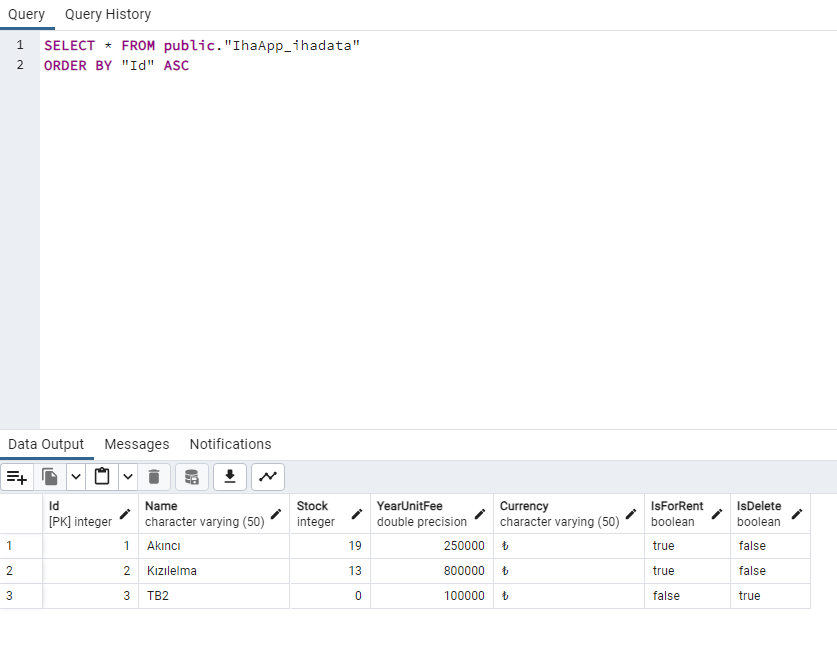 Query Query History
1 SELECT * FROM public."IhaApp_ihadata"
2 ORDER BY "Id" ASC
Data Output Messages Notifications
Id Name Stock YearUnitFee Currency IsForRent IsDelete
[PK] integer character varying (50) integer double precision character varying (50) boolean boolean
1 1 Akıncı 19 250000 ₺ true false
2 2 Kızılelma 13 800000 ₺ true false
3 3 TB2 0 100000 ₺ false true